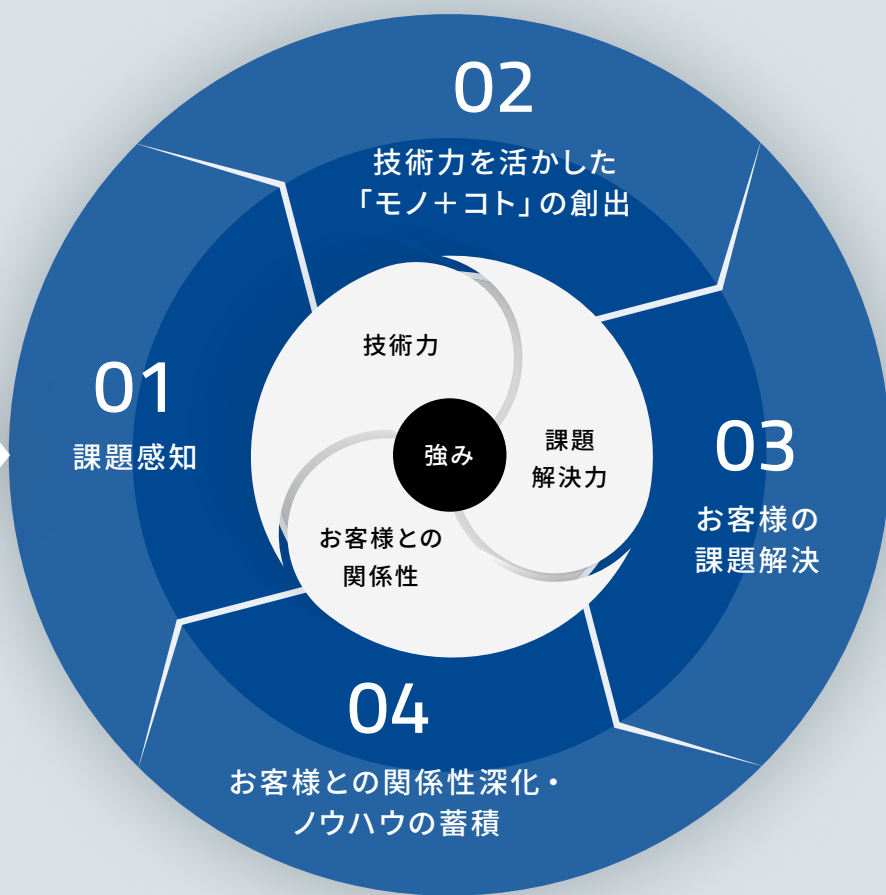 01
課題感知
02
技術力を活かした
「モノ＋コト」の創出
03
お客様の
課題解決
04
お客様との関係性深化・
ノウハウの蓄積
技術力
課題
解決力
お客様との
関係性
強み